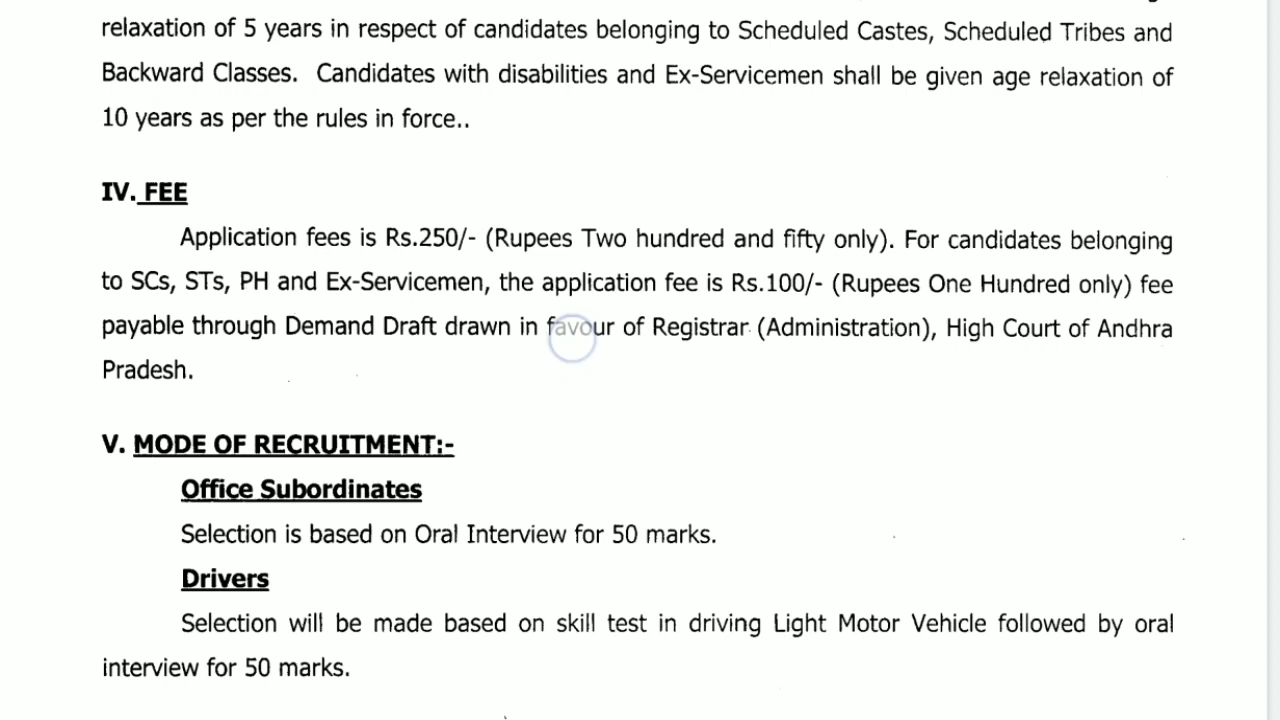 relaxation of 5 years in respect of candidates belonging to Scheduled Castes, Scheduled Tribes and
Backward Classes.  Candidates with disabilities and Ex-Servicemen shall be given age relaxation of
10 years as per the rules in force..
IV. FEE
Application fees is Rs.250/- (Rupees Two hundred and fifty only). For candidates belonging
to SCs, STs, PH and Ex-Servicemen, the application fee is Rs.100/- (Rupees One Hundred only) fee
payable through Demand Draft drawn in favour of Registrar (Administration), High Court of Andhra
Pradesh.
V. MODE OF RECRUITMENT:-
Office Subordinates
Selection is based on Oral Interview for 50 marks.
Drivers
Selection will be made based on skill test in driving Light Motor Vehicle followed by oral
interview for 50 marks.